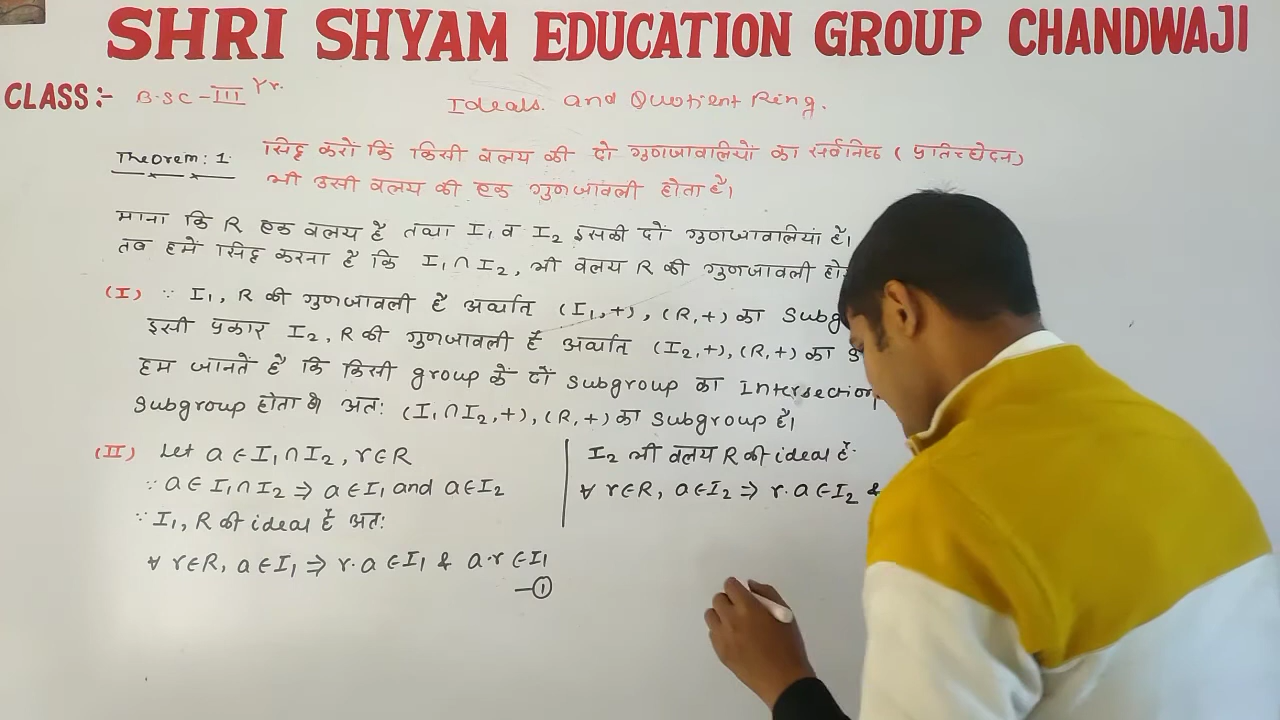 SHRI SHYAM EDUCATION GROUP CHANDWAJI
CLASS:- B.SC-III Yr.
Ideals and Quotient Ring.
Theorem: 1. सिद्ध करो कि किसी वलय की दो गुणजावालियों का सर्वनिष्ठ (प्रतिच्छेदन)
भी उसी वलय की एक गुणजावली होता है।
माना कि R एक वलय है तथा I₁ व I₂ इसकी दो गुणजावालियां है।
तब हमें सिद्ध करना है कि I₁∩I₂, भी वलय R की गुणजावली
(I) ∵ I₁, R की गुणजावली है अर्थात (I₁,+), (R,+) का
इसी प्रकार I₂, R की गुणजावली है अर्थात (I₂,+), (R,+) का
हम जानतें है कि किसी group कें दों subgroup का Intersection
Subgroup होता है अतः (I₁∩I₂,+), (R,+) का Subgroup है।
(II) Let a∈I₁∩I₂, r∈R
∵ a∈I₁∩I₂ ⇒ a∈I₁ and a∈I₂
∵ I₁, R की ideal है अतः
∀ r∈R, a∈I₁ ⇒ r.a∈I₁ & a.r∈I₁
—①
I₂ भी वलय R की ideal है.
∀ r∈R, a∈I₂ ⇒ r.a∈I₂ &